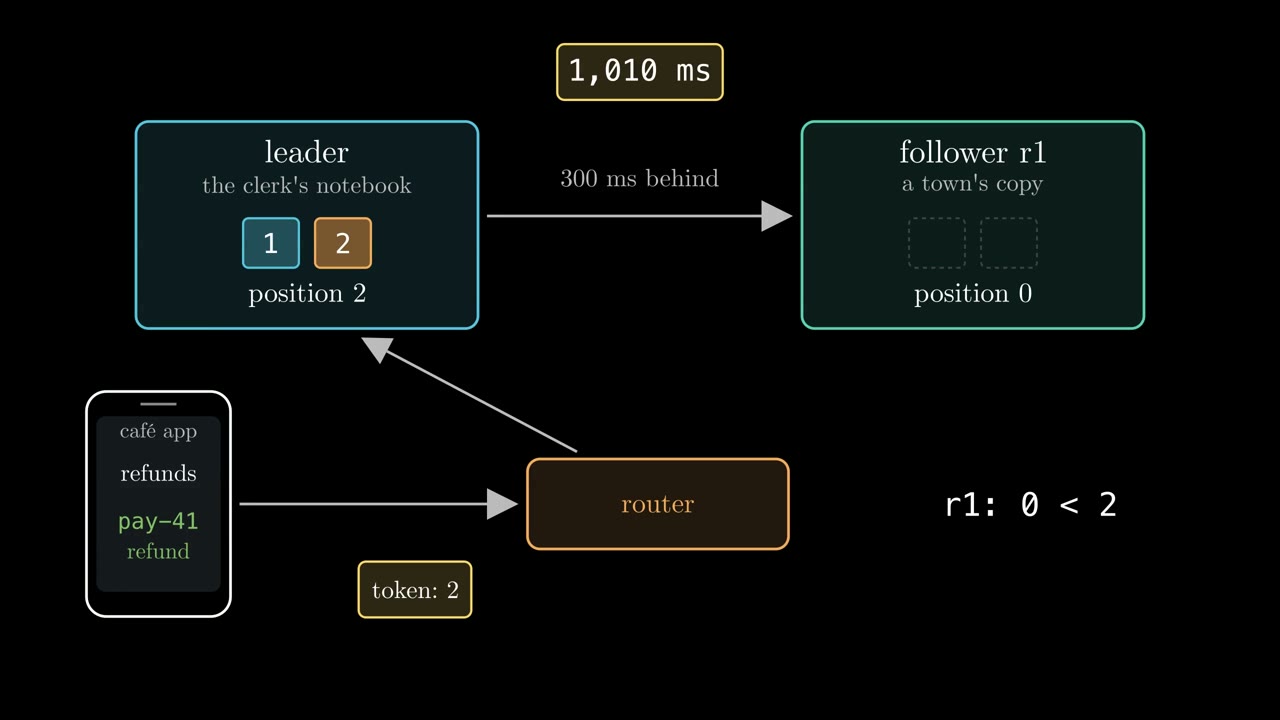 1,010 ms
leader
the clerk's notebook
1 2
position 2
300 ms behind
follower r1
a town's copy
position 0
café app
refunds
pay-41
refund
router
r1: 0 < 2
token: 2